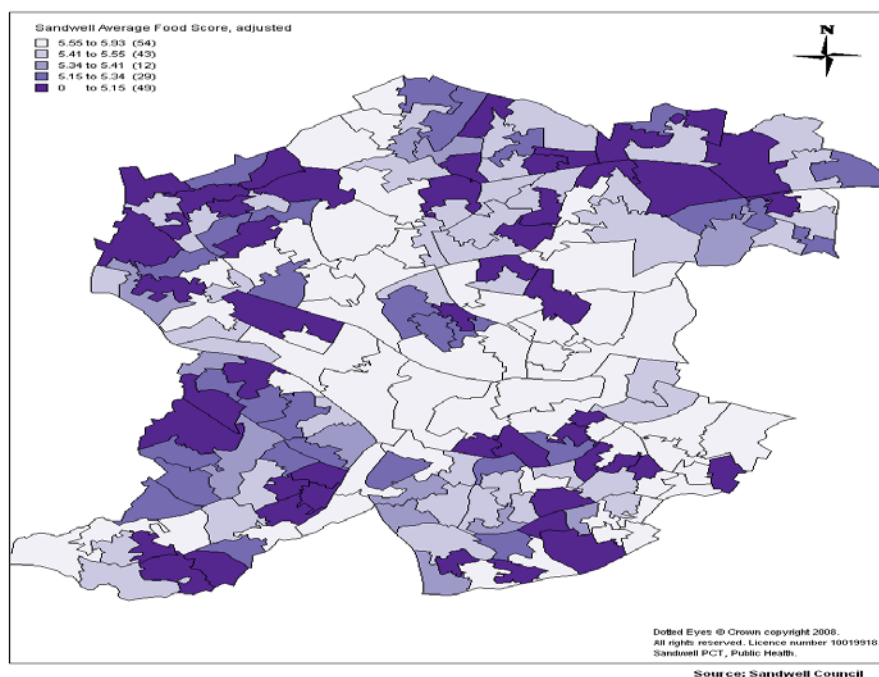 Sandwell Average Food Score, adjusted
5.55 to 5.93 (54)
5.41 to 5.55 (43)
5.34 to 5.41 (12)
5.15 to 5.34 (29)
0 to 5.15 (49)
N
Dotted Eyes © Crown copyright 2008.
All rights reserved. Licence number 10019918.
Sandwell PCT, Public Health.
Source: Sandwell Council